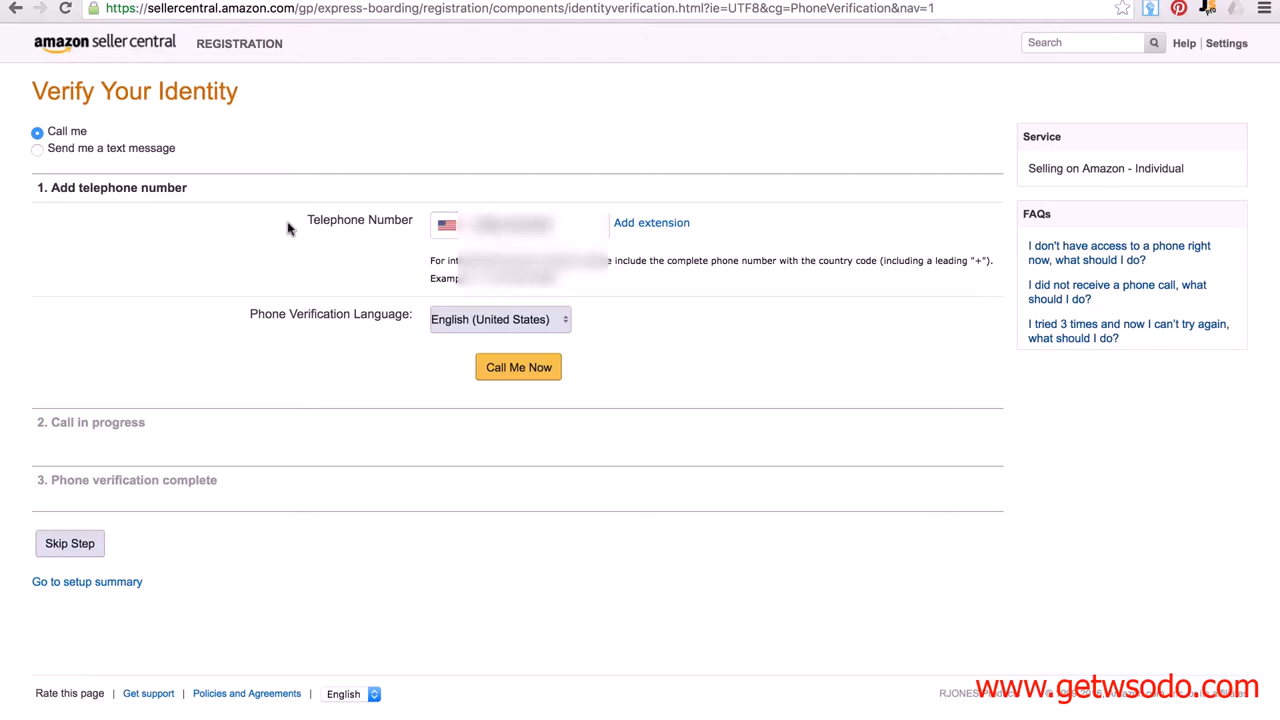 https://sellercentral.amazon.com/gp/express-boarding/registration/components/identityverification.html?ie=UTF8&cg=PhoneVerification&nav=1
amazon seller central REGISTRATION Search Help | Settings
Verify Your Identity
Call me
Send me a text message
1. Add telephone number
Telephone Number
Add extension
For include the complete phone number with the country code (including a leading "+").
Phone Verification Language: English (United States)
Call Me Now
2. Call in progress
3. Phone verification complete
Skip Step
Go to setup summary
Service
Selling on Amazon - Individual
FAQs
I don't have access to a phone right
now, what should I do?
I did not receive a phone call, what
should I do?
I tried 3 times and now I can't try again,
what should I do?
Rate this page | Get support | Policies and Agreements | English
www.getwsodo.com